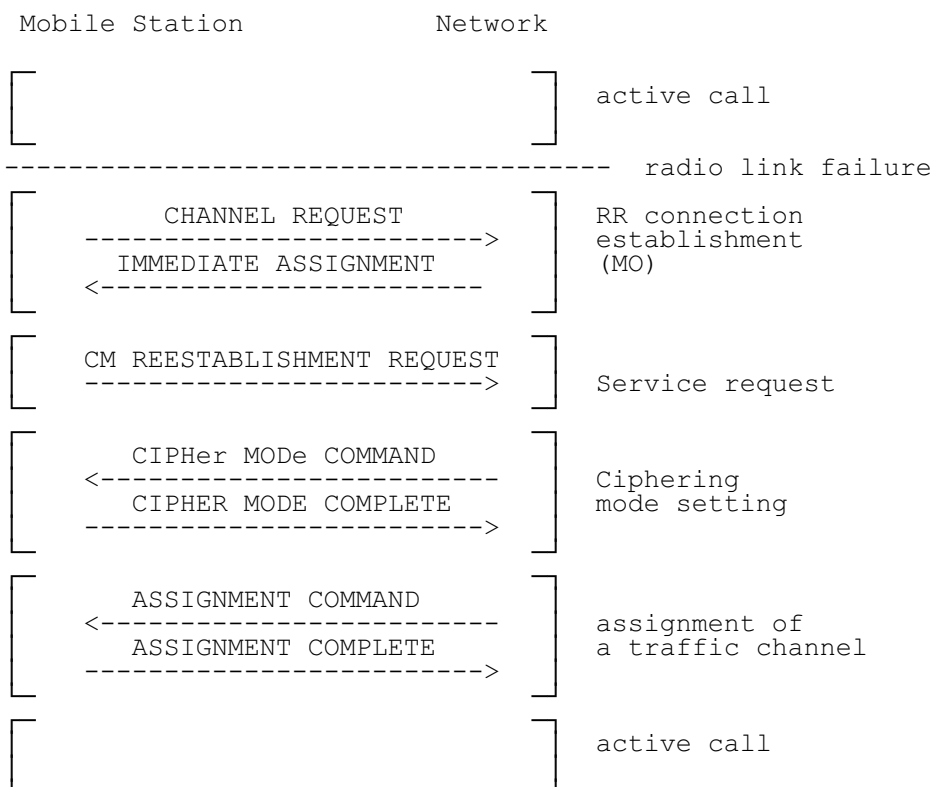 Mobile Station Network
active call
radio link failure
CHANNEL REQUEST RR connection
establishment
IMMEDIATE ASSIGNMENT (MO)
CM REESTABLISHMENT REQUEST
Service request
CIPHer MODe COMMAND
Ciphering
CIPHER MODE COMPLETE mode setting
ASSIGNMENT COMMAND
assignment of
ASSIGNMENT COMPLETE a traffic channel
active call